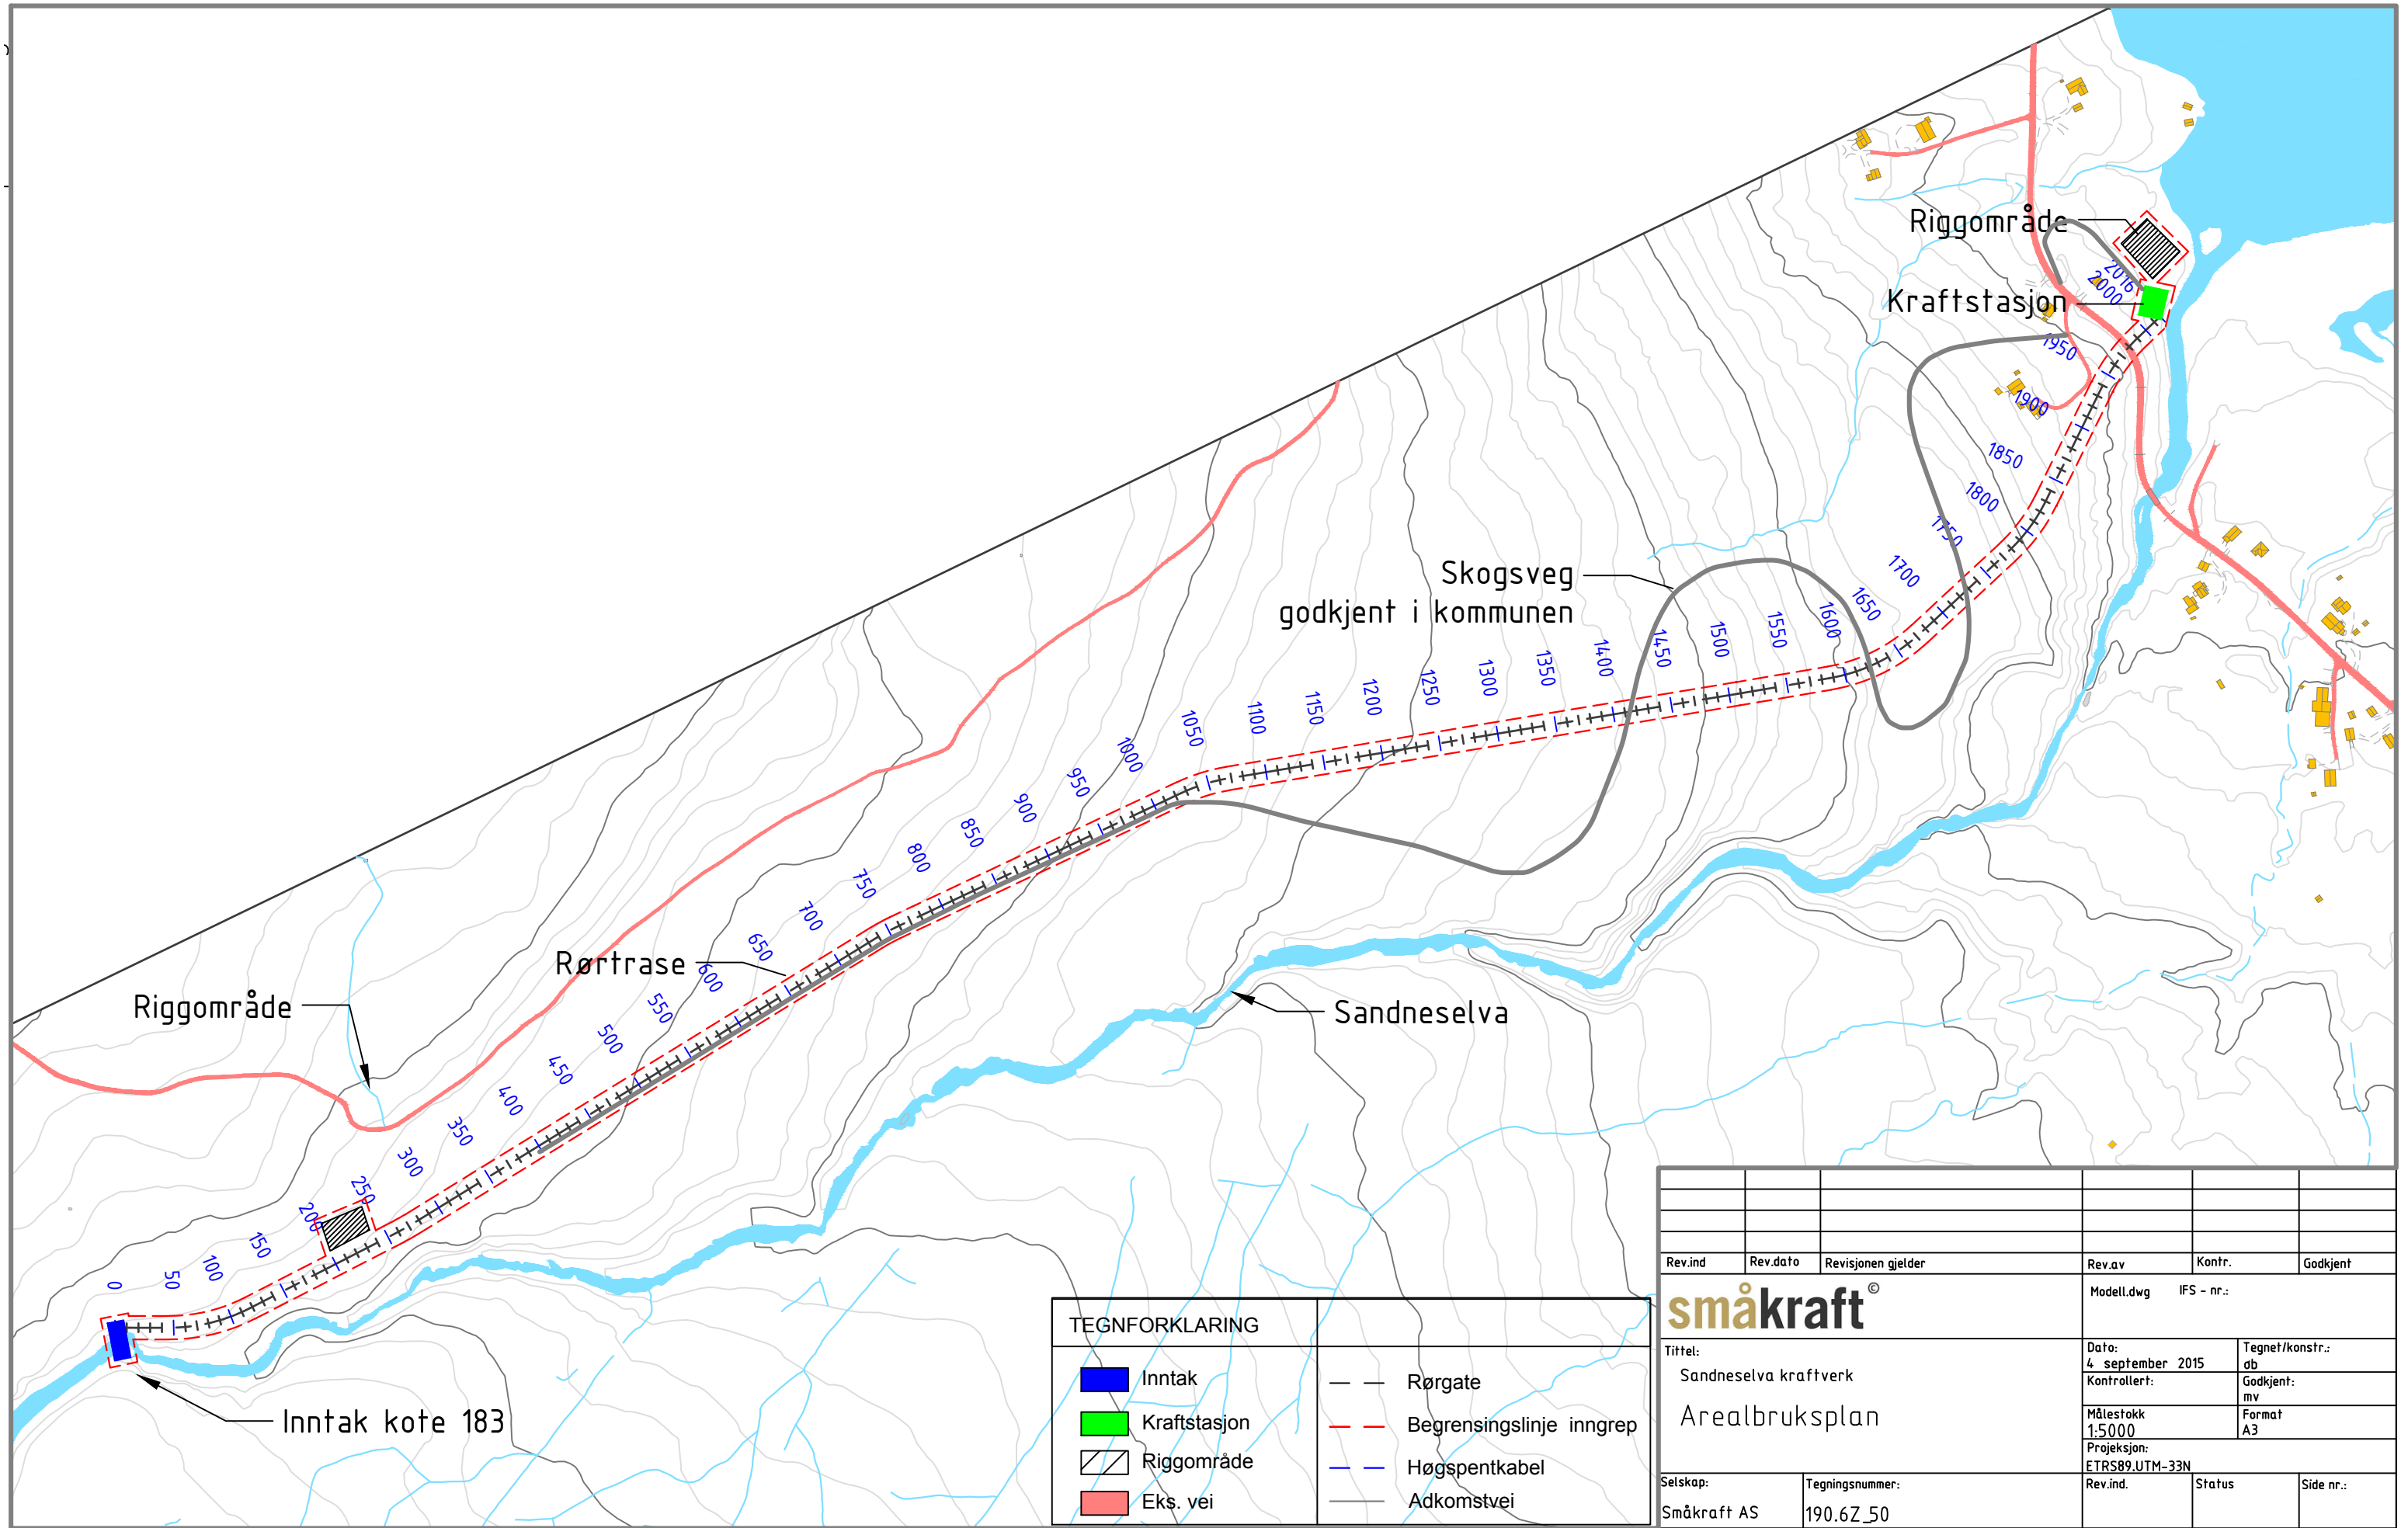 Riggområde
Kraftstasjon
Skogsveg
godkjent i kommunen
Rørtrase
Riggområde
Sandneselva
Inntak kote 183
0
50
100
150
200
250
300
350
400
450
500
550
600
650
700
750
800
850
900
950
1000
1050
1100
1150
1200
1250
1300
1350
1400
1450
1500
1550
1600
1650
1700
1750
1800
1850
1900
1950
2000
2016
TEGNFORKLARING
Inntak
Kraftstasjon
Riggområde
Eks. vei
Rørgate
Begrensingslinje inngrep
Høgspentkabel
Adkomstvei
Rev.ind Rev.dato Revisjonen gjelder Rev.av Kontr. Godkjent
småkraft©
Modell.dwg IFS - nr.:
Tittel:
Sandneselva kraftverk
Arealbruksplan
Dato:
4 september 2015
Tegnet/konstr.:
øb
Kontrollert:
Godkjent:
mv
Målestokk
1:5000
Format
A3
Projeksjon:
ETRS89.UTM-33N
Selskap:
Småkraft AS
Tegningsnummer:
190.6Z_50
Rev.ind.
Status
Side nr.: